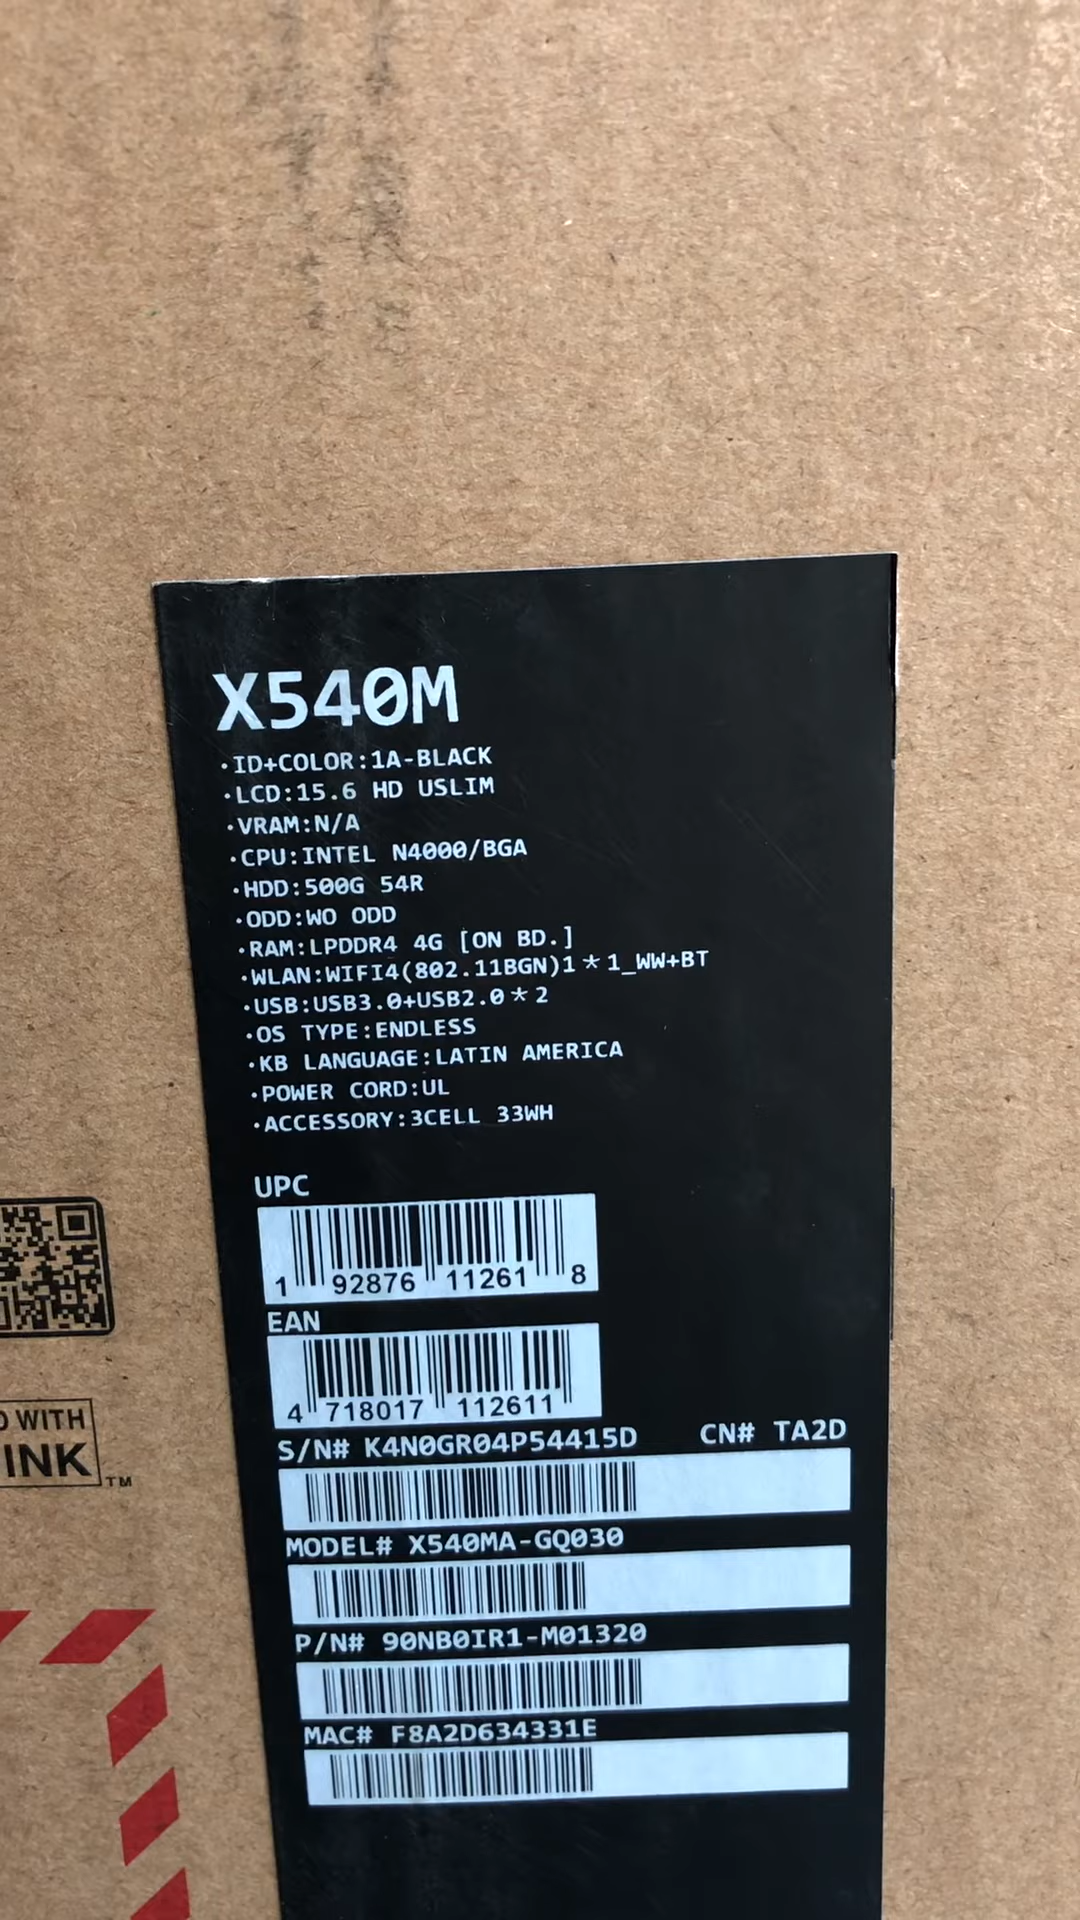 X540M
·ID+COLOR:1A-BLACK
·LCD:15.6 HD USLIM
·VRAM:N/A
·CPU:INTEL N4000/BGA
·HDD:500G 54R
·ODD:WO ODD
·RAM:LPDDR4 4G [ON BD.]
·WLAN:WIFI4(802.11BGN)1*1_WW+BT
·USB:USB3.0+USB2.0*2
·OS TYPE:ENDLESS
·KB LANGUAGE:LATIN AMERICA
·POWER CORD:UL
·ACCESSORY:3CELL 33WH
UPC
1 92876 11261 8
EAN
4 718017 112611
S/N# K4N0GR04P54415D CN# TA2D
MODEL# X540MA-GQ030
P/N# 90NB0IR1-M01320
MAC# F8A2D634331E
WITH
INK™